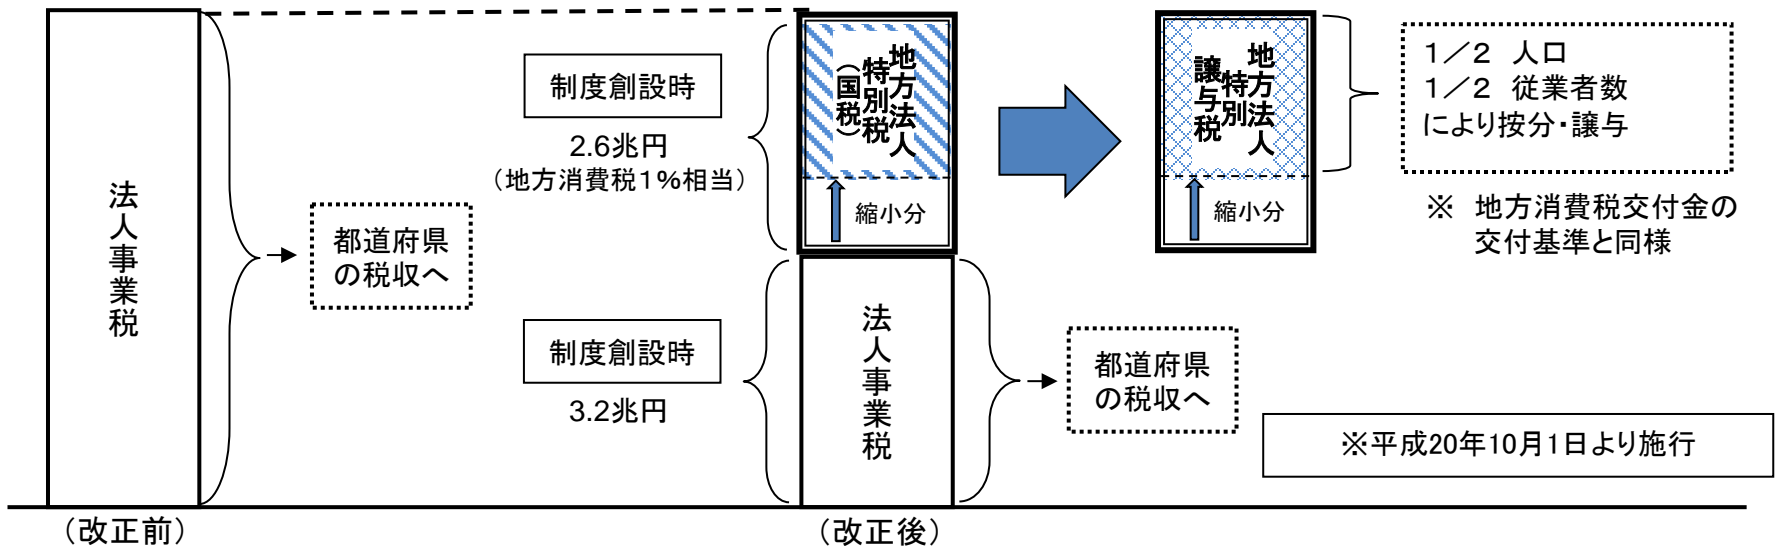 法人事業税
(改正前)
都道府県
の税収へ
制度創設時
2.6兆円
(地方消費税1%相当)
制度創設時
3.2兆円
地方法人
特別税
(国税)
縮小分
法人事業税
(改正後)
都道府県
の税収へ
地方法人
特別
譲与税
縮小分
1/2 人口
1/2 従業者数
により按分・譲与
※ 地方消費税交付金の
交付基準と同様
※平成20年10月1日より施行